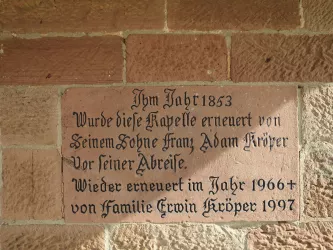 Ihm Jahr 1853
Wurde diese Kapelle erneuert von
Seinem Sohne Franz Adam Kröper
Vor seiner Abreise.
Wieder erneuert im Jahr 1966+
von Familie Erwin Kröper 1997